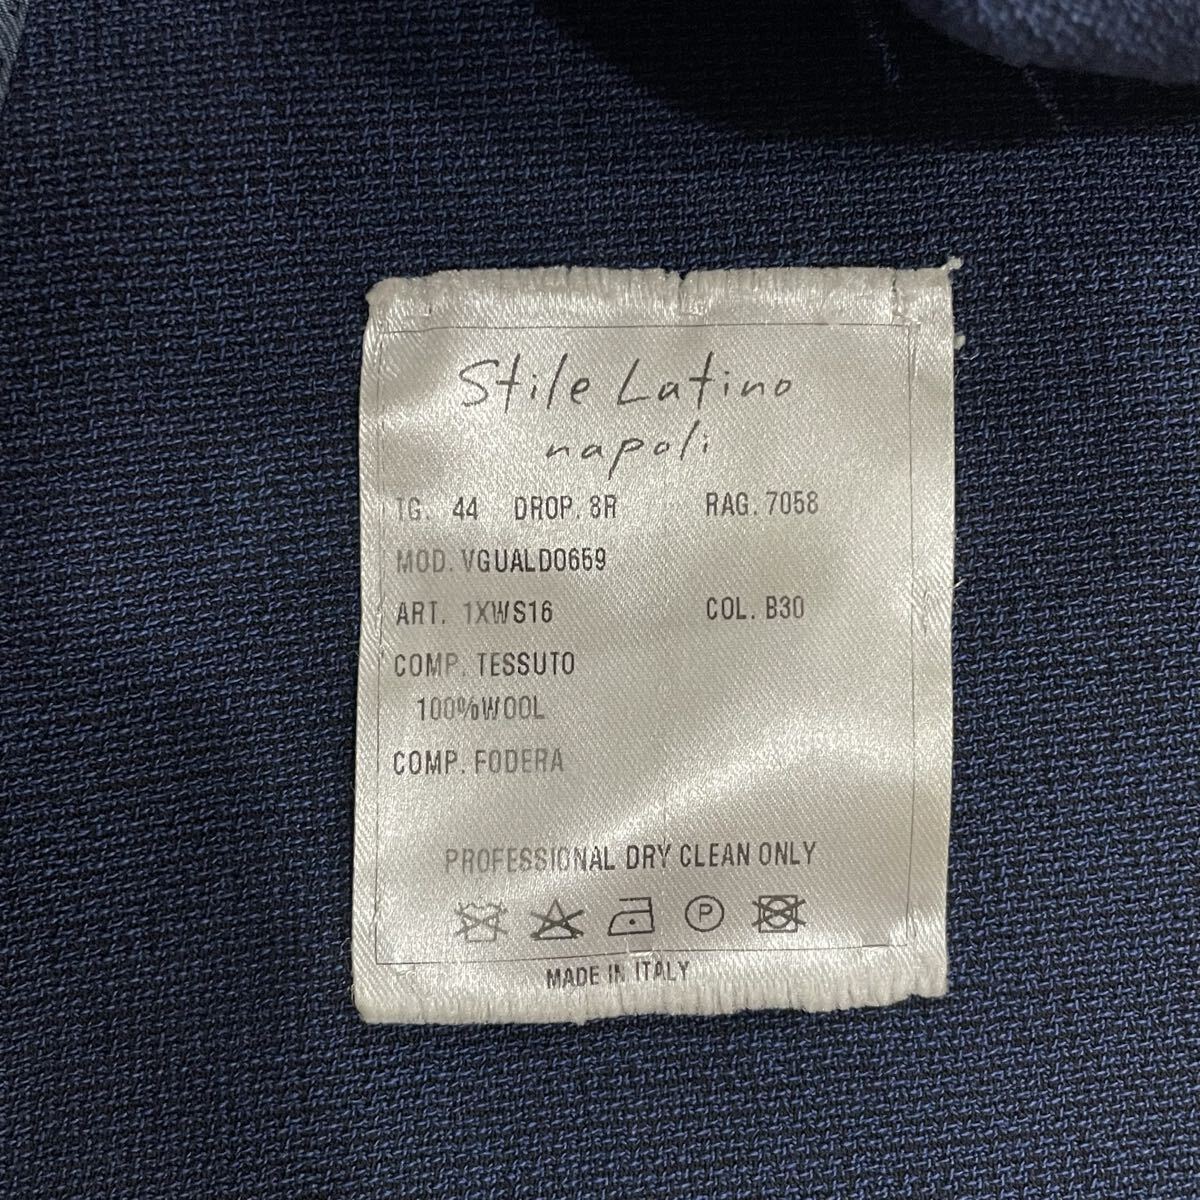 Stile Latino
napoli
TG. 44 DROP. 8R RAG. 7058
MOD. VGUALDO659
ART. 1XWS16 COL. B30
COMP. TESSUTO
100%WOOL
COMP. FODERA
PROFESSIONAL DRY CLEAN ONLY
P
MADE IN ITALY